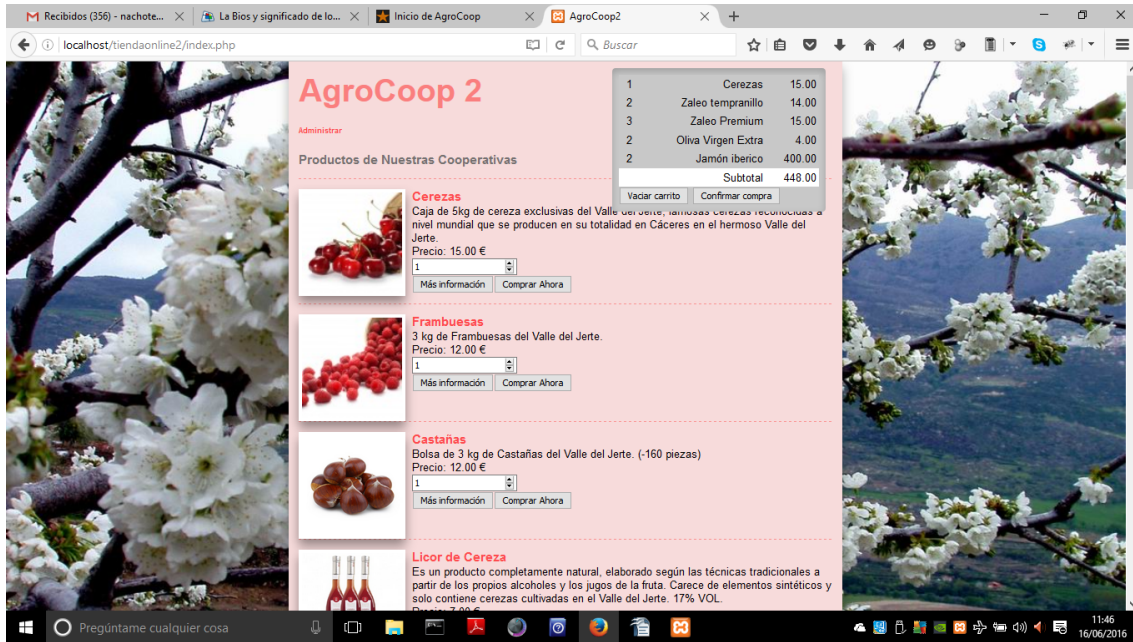 Recibidos (356) - nachote...
La Bios y significado de lo...
Inicio de AgroCoop
AgroCoop2
localhost/tiendaonline2/index.php
Buscar
AgroCoop 2
Administrar
Productos de Nuestras Cooperativas
1 Cerezas 15.00
2 Zaleo tempranillo 14.00
3 Zaleo Premium 15.00
2 Oliva Virgen Extra 4.00
2 Jamón iberico 400.00
Subtotal 448.00
Vaciar carrito Confirmar compra
Cerezas
Caja de 5kg de cereza exclusivas del Valle del Jerte, famosas cerezas reconocidas a
nivel mundial que se producen en su totalidad en Cáceres en el hermoso Valle del
Jerte.
Precio: 15.00 €
1
Más información Comprar Ahora
Frambuesas
3 kg de Frambuesas del Valle del Jerte.
Precio: 12.00 €
1
Más información Comprar Ahora
Castañas
Bolsa de 3 kg de Castañas del Valle del Jerte. (-160 piezas)
Precio: 12.00 €
1
Más información Comprar Ahora
Licor de Cereza
Es un producto completamente natural, elaborado según las técnicas tradicionales a
partir de los propios alcoholes y los jugos de la fruta. Carece de elementos sintéticos y
solo contiene cerezas cultivadas en el Valle del Jerte. 17% VOL.
Precio: 7.00 €
Pregúntame cualquier cosa
11:46
16/06/2016